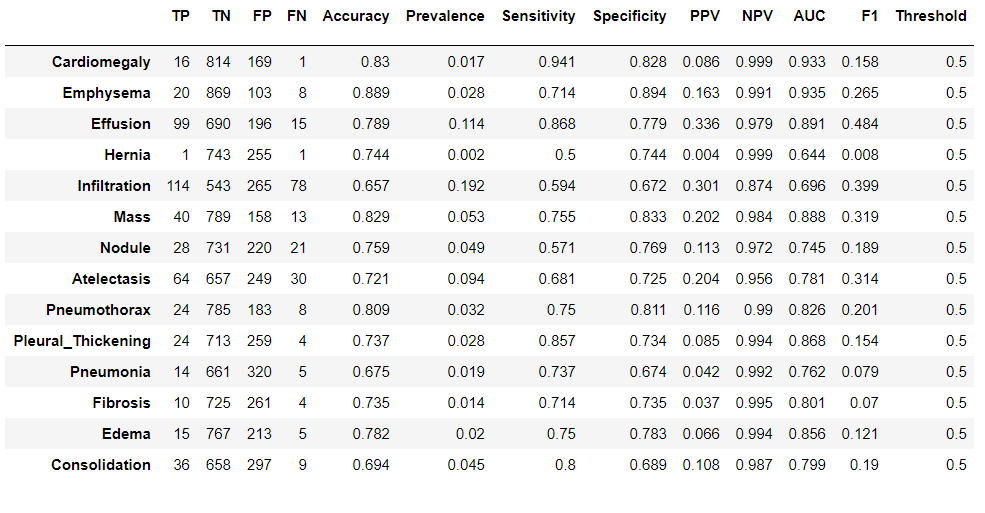 TP TN FP FN Accuracy Prevalence Sensitivity Specificity PPV NPV AUC F1 Threshold
Cardiomegaly 16 814 169 1 0.83 0.017 0.941 0.828 0.086 0.999 0.933 0.158 0.5
Emphysema 20 869 103 8 0.889 0.028 0.714 0.894 0.163 0.991 0.935 0.265 0.5
Effusion 99 690 196 15 0.789 0.114 0.868 0.779 0.336 0.979 0.891 0.484 0.5
Hernia 1 743 255 1 0.744 0.002 0.5 0.744 0.004 0.999 0.644 0.008 0.5
Infiltration 114 543 265 78 0.657 0.192 0.594 0.672 0.301 0.874 0.696 0.399 0.5
Mass 40 789 158 13 0.829 0.053 0.755 0.833 0.202 0.984 0.888 0.319 0.5
Nodule 28 731 220 21 0.759 0.049 0.571 0.769 0.113 0.972 0.745 0.189 0.5
Atelectasis 64 657 249 30 0.721 0.094 0.681 0.725 0.204 0.956 0.781 0.314 0.5
Pneumothorax 24 785 183 8 0.809 0.032 0.75 0.811 0.116 0.99 0.826 0.201 0.5
Pleural_Thickening 24 713 259 4 0.737 0.028 0.857 0.734 0.085 0.994 0.868 0.154 0.5
Pneumonia 14 661 320 5 0.675 0.019 0.737 0.674 0.042 0.992 0.762 0.079 0.5
Fibrosis 10 725 261 4 0.735 0.014 0.714 0.735 0.037 0.995 0.801 0.07 0.5
Edema 15 767 213 5 0.782 0.02 0.75 0.783 0.066 0.994 0.856 0.121 0.5
Consolidation 36 658 297 9 0.694 0.045 0.8 0.689 0.108 0.987 0.799 0.19 0.5